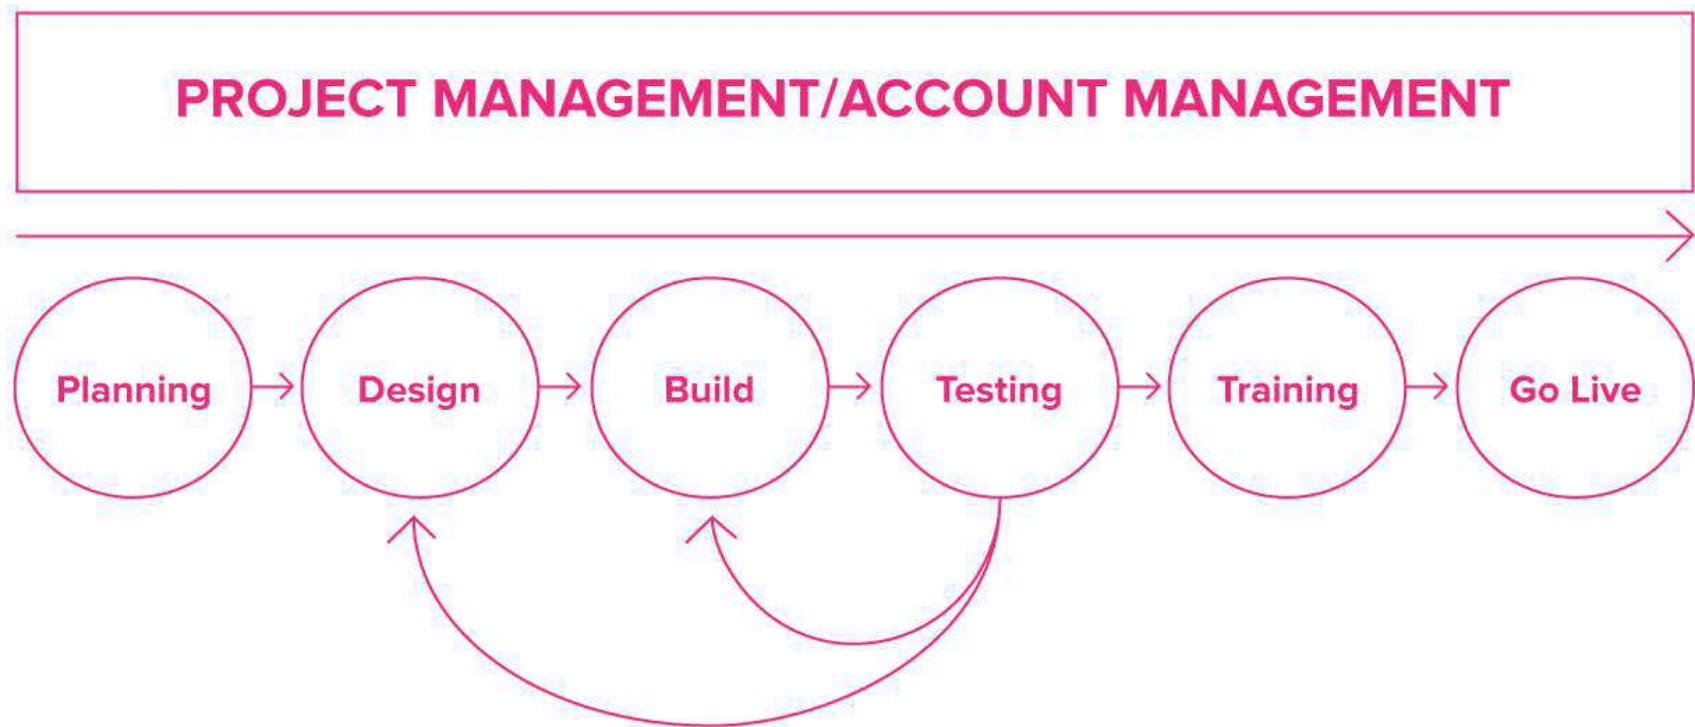 PROJECT MANAGEMENT/ACCOUNT MANAGEMENT
Planning
Design
Build
Testing
Training
Go Live